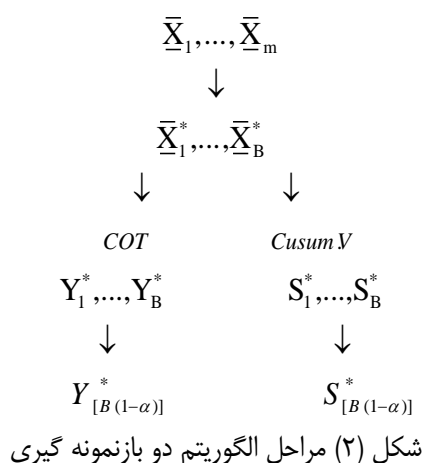 X̲̅₁,...,X̲̅ₘ
↓
X̲̅*₁,...,X̲̅*_B
↓ ↓
COT Cusum.V
Y*₁,...,Y*_B S*₁,...,S*_B
↓ ↓
Y*_[B(1−α)] S*_[B(1−α)]
شکل (۲) مراحل الگوریتم دو بازنمونه گیری